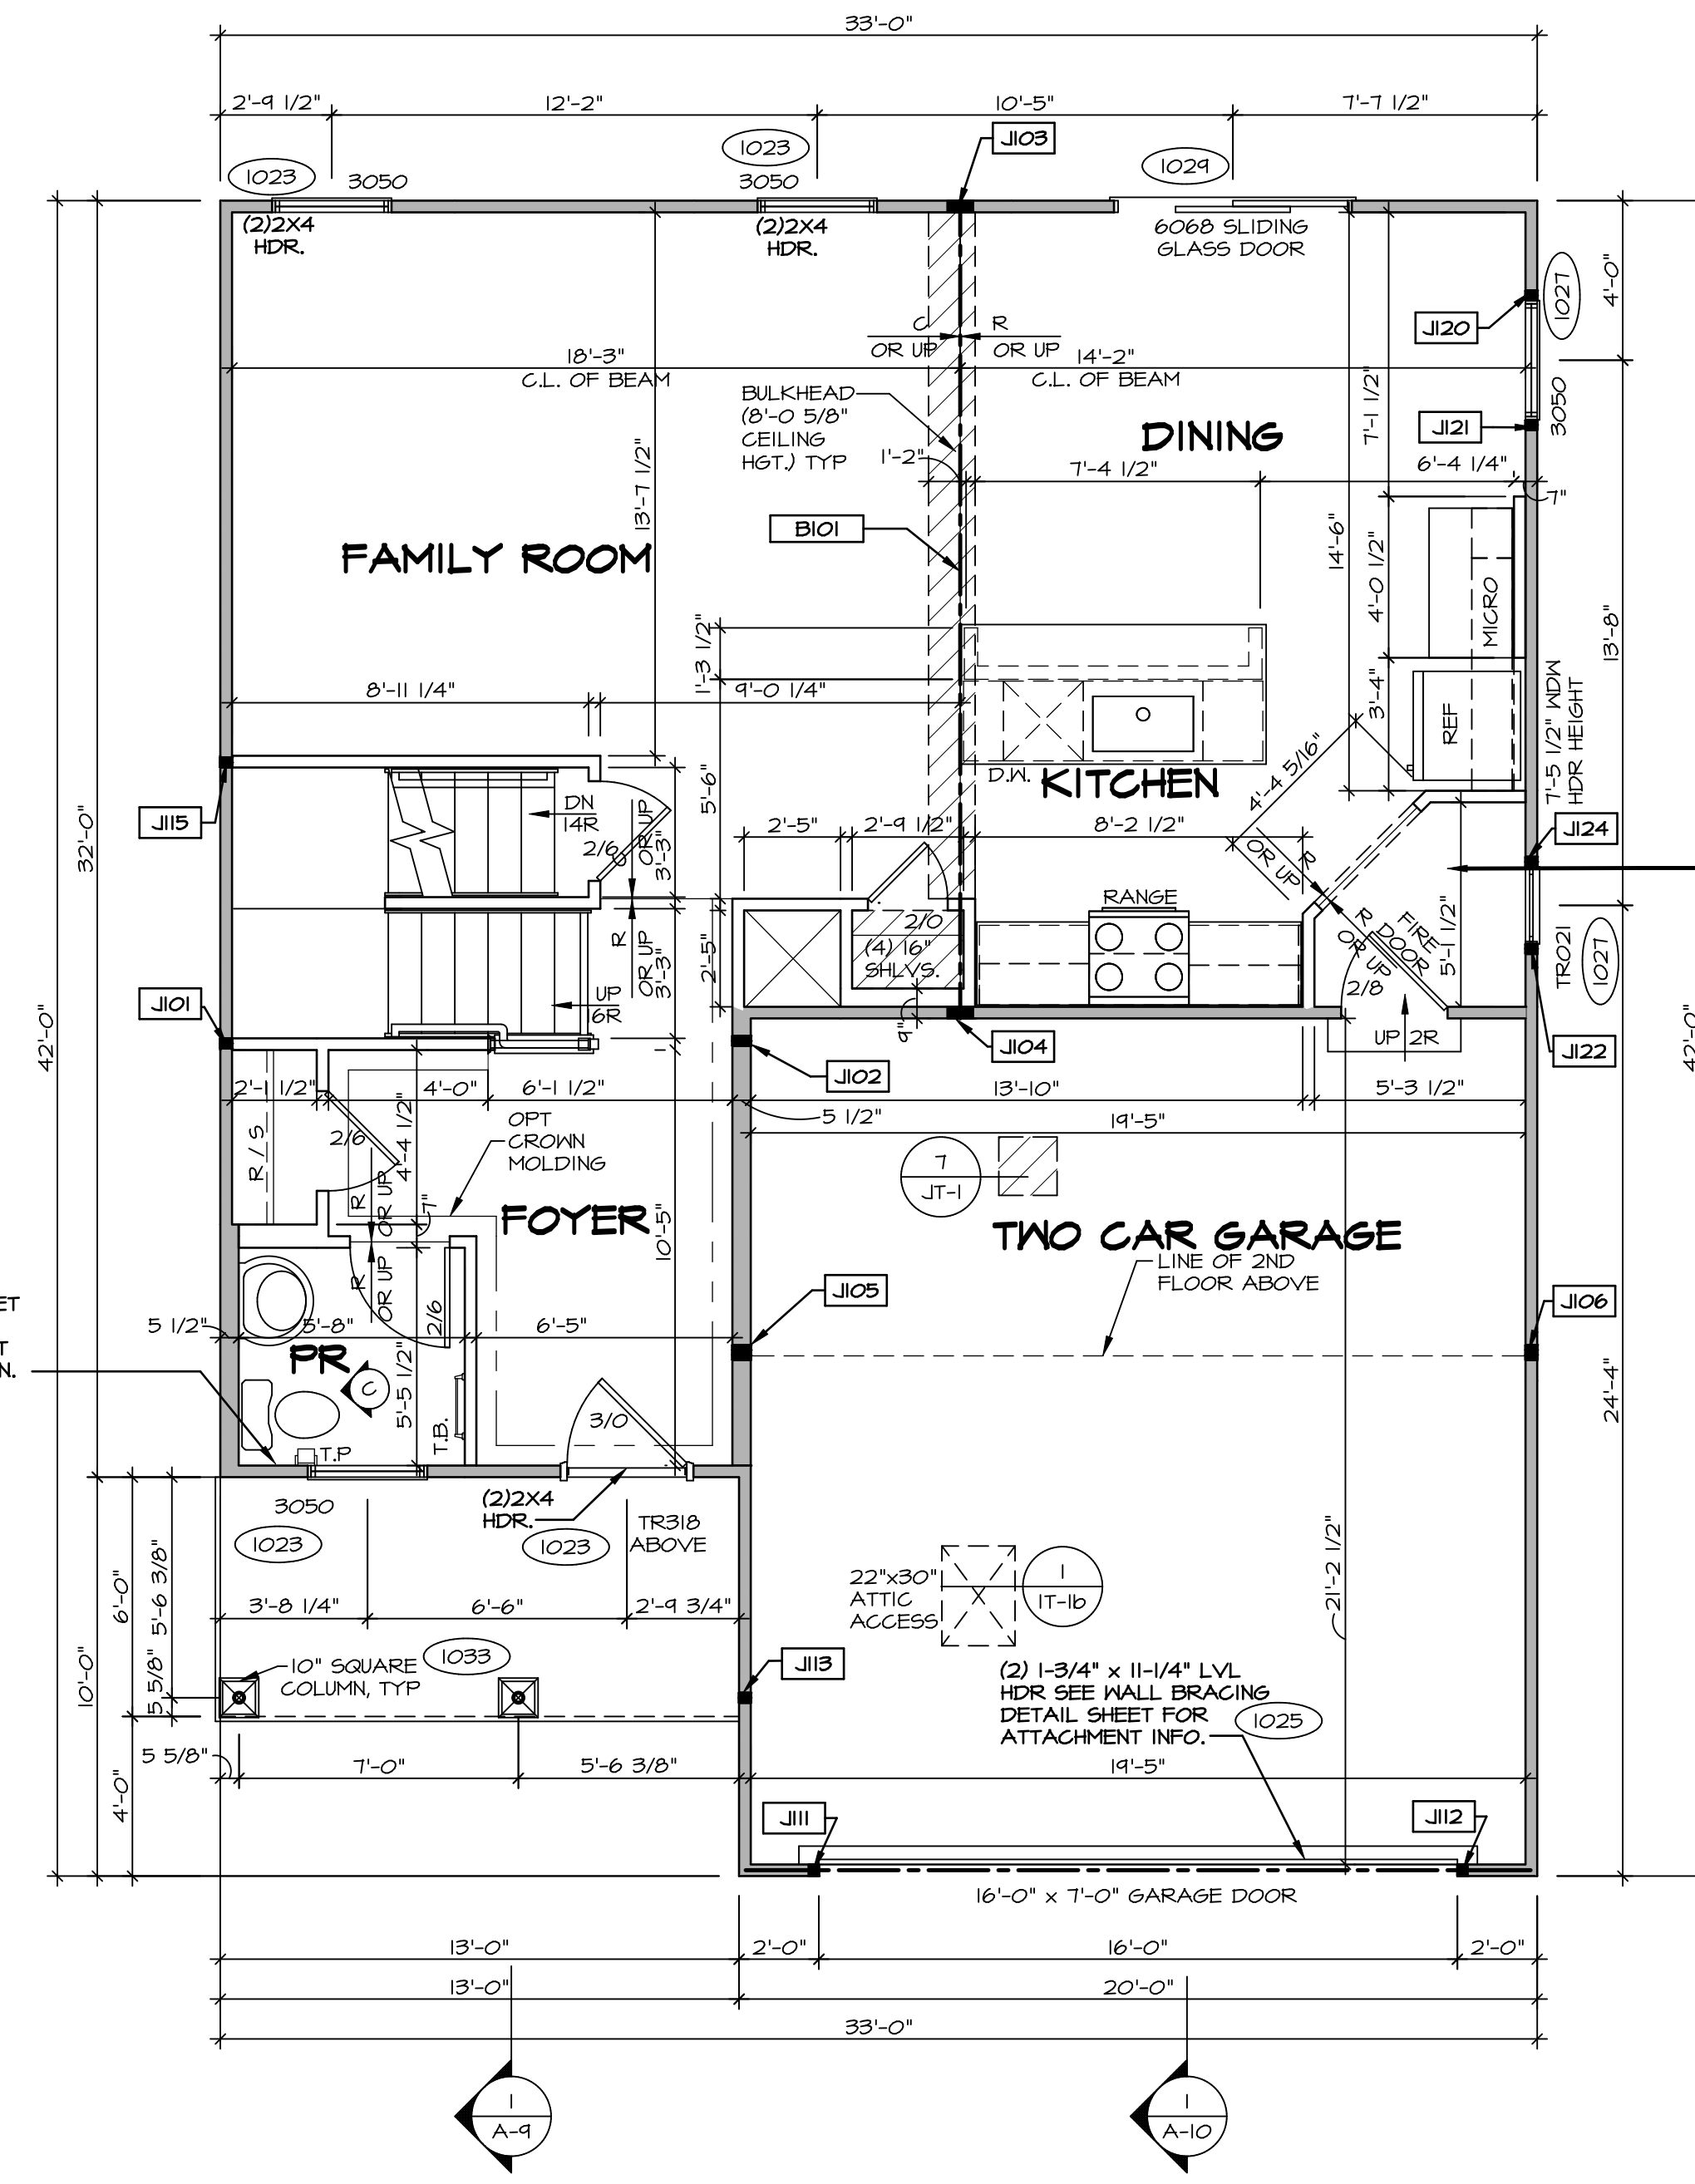 33'-0"
2'-9 1/2"
12'-2"
10'-5"
7'-7 1/2"
J103
1023
3050
1023
3050
1029
(2)2X4
HDR.
(2)2X4
HDR.
6068 SLIDING
GLASS DOOR
1027
4'-0"
J120
C
OR UP
R
OR UP
18'-3"
C.L. OF BEAM
14'-2"
C.L. OF BEAM
BULKHEAD
(8'-0 5/8"
CEILING
HGT.) TYP
DINING
7'-1 1/2"
3050
J121
1'-2"
7'-4 1/2"
6'-4 1/4"
7"
13'-7 1/2"
B101
FAMILY ROOM
14'-6"
4'-0 1/2"
MICRO
13'-8"
1'-3 1/2"
8'-11 1/4"
9'-0 1/4"
3'-4"
REF
7'-5 1/2" WDW
HDR HEIGHT
D.W.
KITCHEN
4'-4 5/16"
32'-0"
J115
DN
14R
2/6
OR UP
3'-3"
5'-6"
2'-5"
2'-9 1/2"
8'-2 1/2"
R
OR UP
J124
RANGE
2/0
(4) 16"
SHLVS.
R
OR UP
FIRE
DOOR
5'-1 1/2"
2/8
TR021
1027
42'-0"
R
OR UP
3'-3"
2'-5"
UP
6R
J101
9"
J104
UP 2R
J122
42'-0"
J102
2'-1 1/2"
4'-0"
6'-1 1/2"
5 1/2"
13'-10"
5'-3 1/2"
19'-5"
2/6
4'-4 1/2"
OPT
CROWN
MOLDING
R / S
7
JT-1
R
OR UP
7"
FOYER
10'-5"
TWO CAR GARAGE
LINE OF 2ND
FLOOR ABOVE
R
OR UP
J105
J106
ET
T
N.
5 1/2"
5'-8"
2/6
6'-5"
PR
C
5'-5 1/2"
T.B.
3/0
T.P
24'-4"
3050
1023
(2)2X4
HDR.
1023
TR318
ABOVE
21'-2 1/2"
22"x30"
ATTIC
ACCESS
1
IT-1b
6'-0"
5'-6 3/8"
3'-8 1/4"
6'-6"
2'-9 3/4"
10'-0"
5 5/8"
10" SQUARE
COLUMN, TYP
1033
J113
(2) 1-3/4" x 11-1/4" LVL
HDR SEE WALL BRACING
DETAIL SHEET FOR
ATTACHMENT INFO.
1025
5 5/8"
7'-0"
5'-6 3/8"
19'-5"
4'-0"
J111
J112
16'-0" x 7'-0" GARAGE DOOR
13'-0"
2'-0"
16'-0"
2'-0"
13'-0"
20'-0"
33'-0"
1
A-9
1
A-10